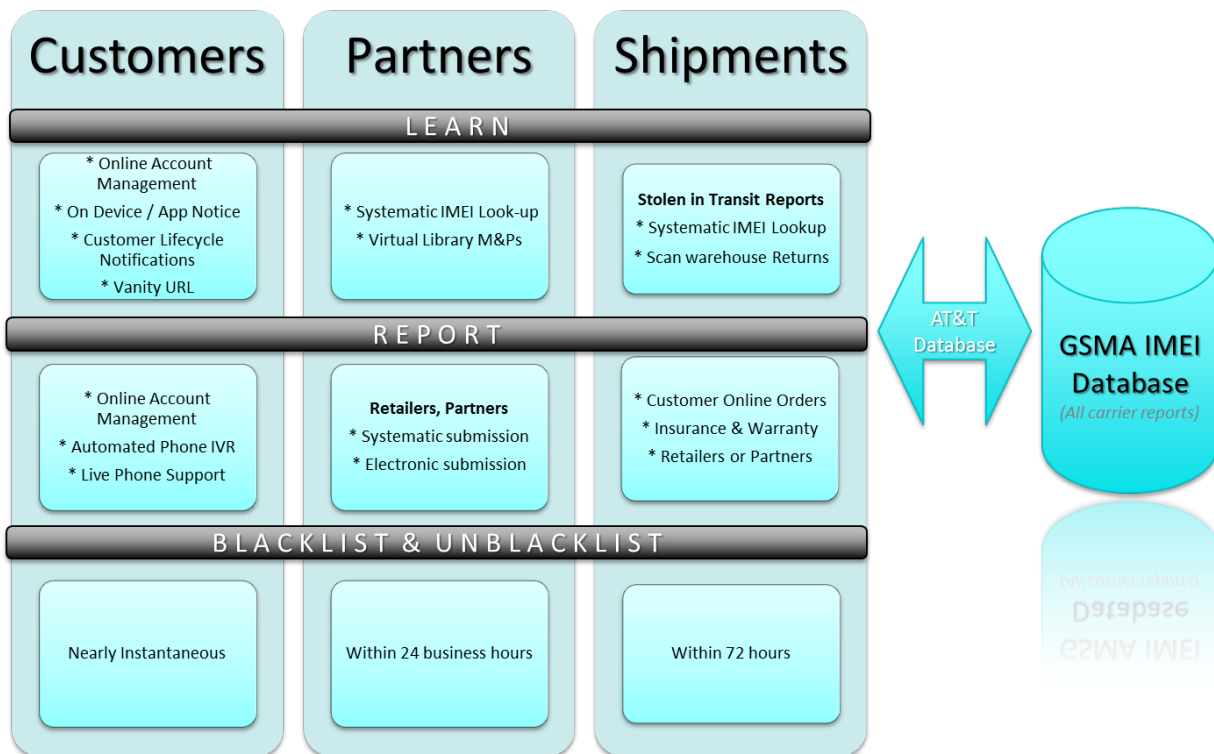 Customers
Partners
Shipments
LEARN
* Online Account
Management
* On Device / App Notice
* Customer Lifecycle
Notifications
* Vanity URL
* Systematic IMEI Look-up
* Virtual Library M&Ps
Stolen in Transit Reports
* Systematic IMEI Lookup
* Scan warehouse Returns
REPORT
* Online Account
Management
* Automated Phone IVR
* Live Phone Support
Retailers, Partners
* Systematic submission
* Electronic submission
* Customer Online Orders
* Insurance & Warranty
* Retailers or Partners
BLACKLIST & UNBLACKLIST
Nearly Instantaneous
Within 24 business hours
Within 72 hours
AT&T
Database
GSMA IMEI
Database
(All carrier reports)